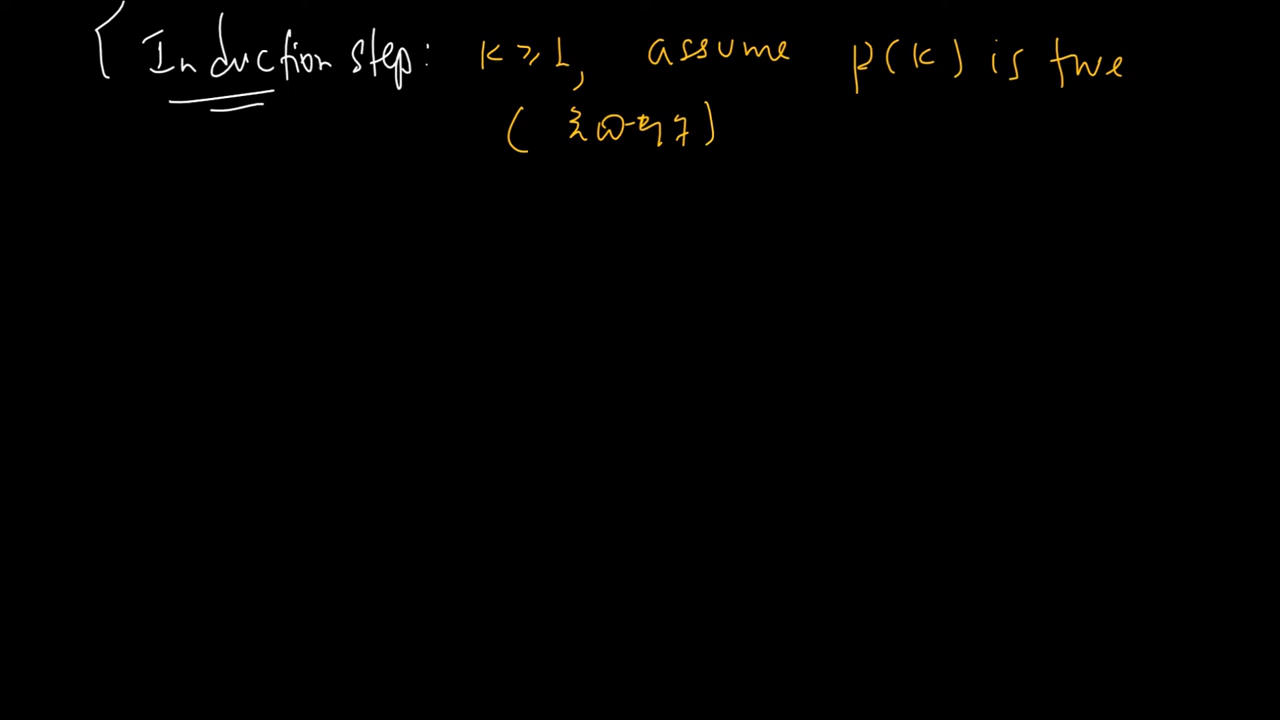 Induction step: k ≥ 1, assume P(k) is true